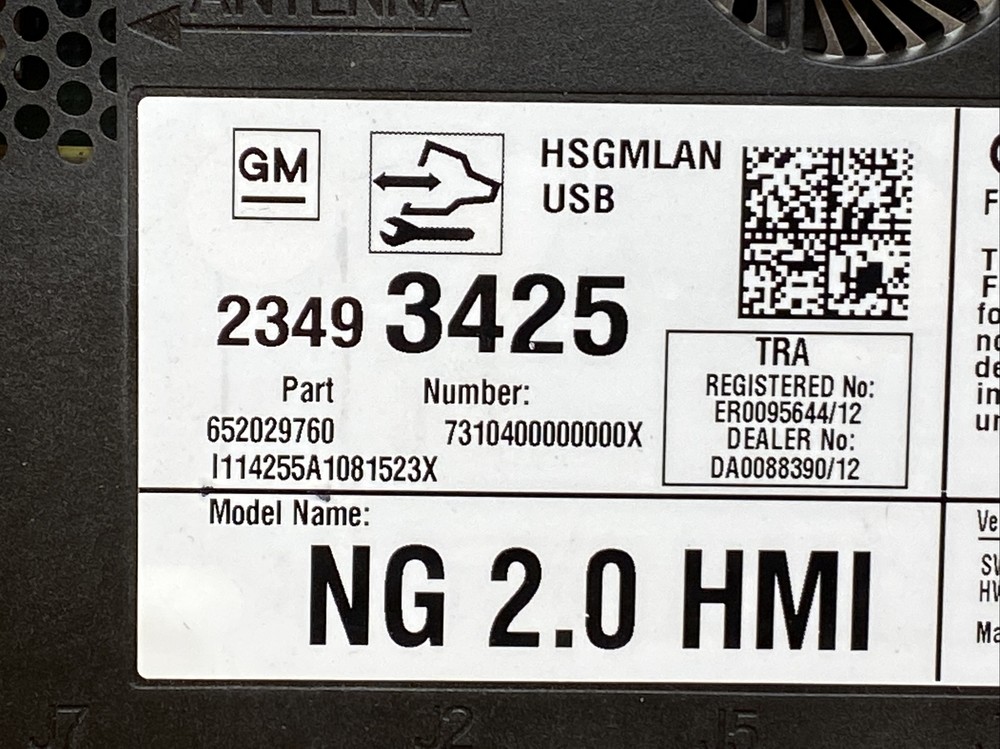 ANTENNA
GM
HSGMLAN
USB
2349 3425
Part Number:
652029760 7310400000000X
I114255A1081523X
TRA
REGISTERED No:
ER0095644/12
DEALER No:
DA0088390/12
Model Name:
NG 2.0 HMI
J7 J2 J5